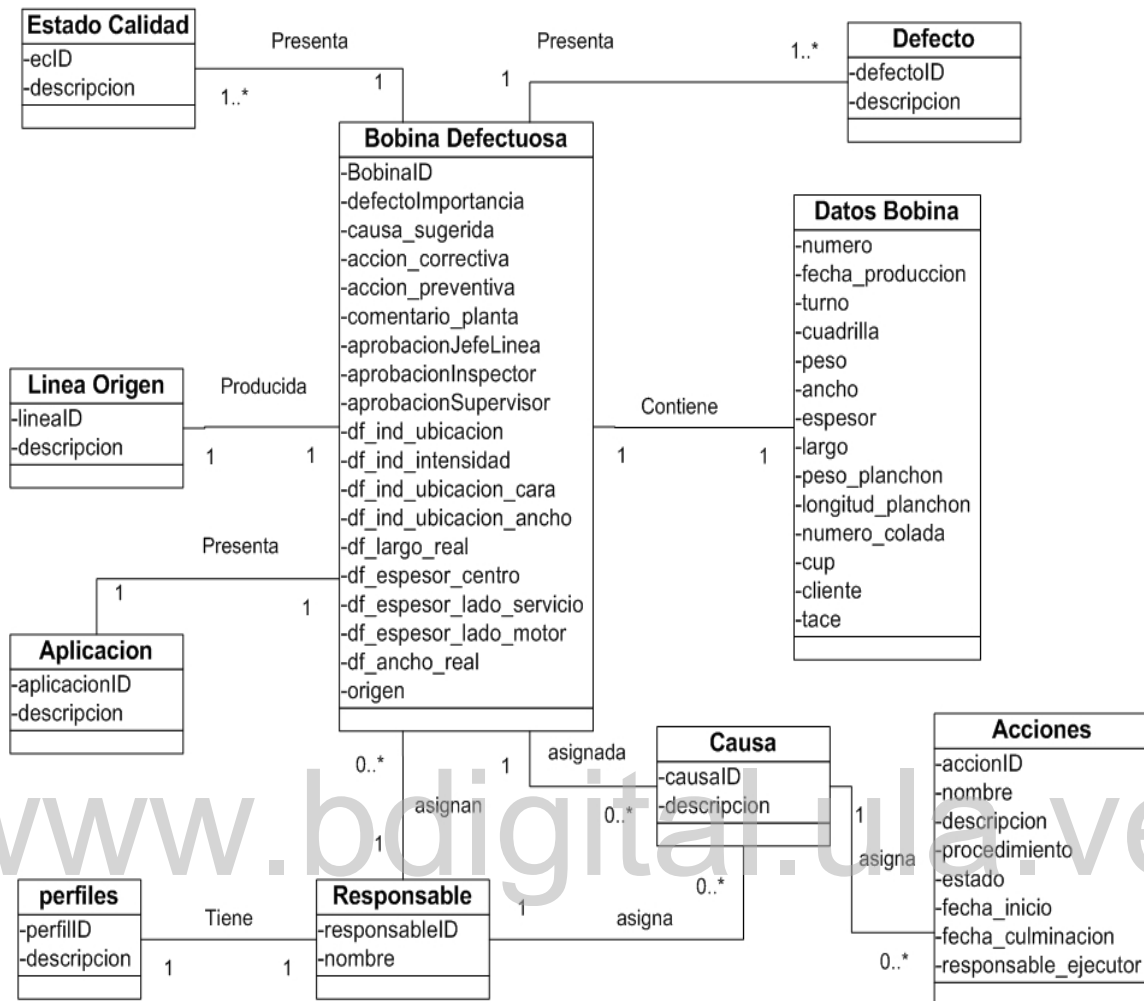 Estado Calidad
-ecID
-descripcion
Presenta
1..*
1
Presenta
1
1..*
Defecto
-defectoID
-descripcion
Bobina Defectuosa
-BobinaID
-defectoImportancia
-causa_sugerida
-accion_correctiva
-accion_preventiva
-comentario_planta
-aprobacionJefeLinea
-aprobacionInspector
-aprobacionSupervisor
-df_ind_ubicacion
-df_ind_intensidad
-df_ind_ubicacion_cara
-df_ind_ubicacion_ancho
-df_largo_real
-df_espesor_centro
-df_espesor_lado_servicio
-df_espesor_lado_motor
-df_ancho_real
-origen
Datos Bobina
-numero
-fecha_produccion
-turno
-cuadrilla
-peso
-ancho
-espesor
-largo
-peso_planchon
-longitud_planchon
-numero_colada
-cup
-cliente
-tace
Linea Origen
-lineaID
-descripcion
Producida
1
1
Contiene
1
1
Presenta
1
1
Aplicacion
-aplicacionID
-descripcion
0..*
asignan
1
1
asignada
0..*
Causa
-causaID
-descripcion
1
asigna
0..*
Acciones
-accionID
-nombre
-descripcion
-procedimiento
-estado
-fecha_inicio
-fecha_culminacion
-responsable_ejecutor
perfiles
-perfilID
-descripcion
Tiene
1
1
Responsable
-responsableID
-nombre
1
asigna
0..*
www.bdigital.ula.ve